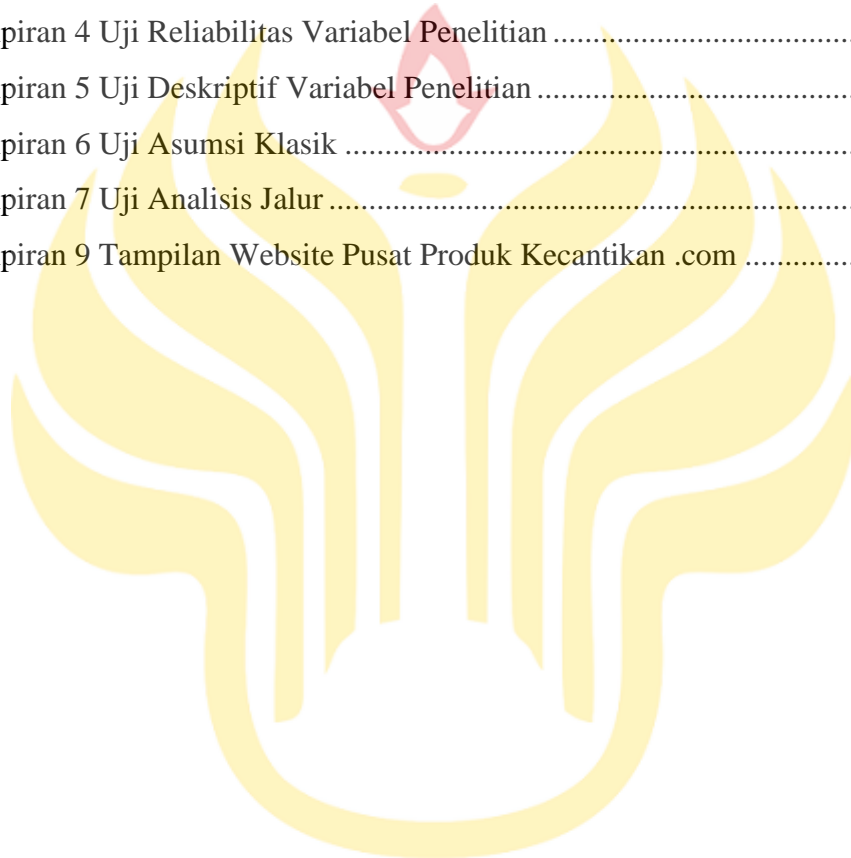 piran 4 Uji Reliabilitas Variabel Penelitian ....................................
piran 5 Uji Deskriptif Variabel Penelitian ......................................
piran 6 Uji Asumsi Klasik ..............................................................
piran 7 Uji Analisis Jalur ................................................................
piran 9 Tampilan Website Pusat Produk Kecantikan .com .............